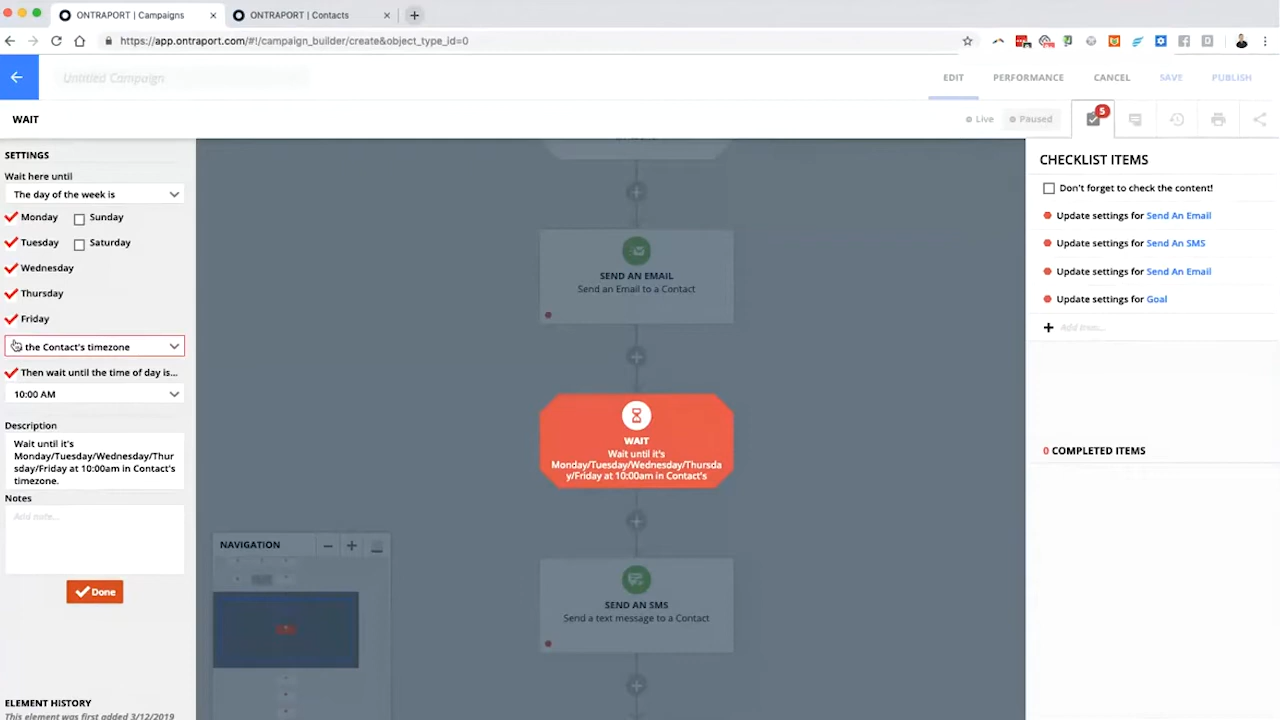 ONTRAPORT | Campaigns
ONTRAPORT | Contacts
https://app.ontraport.com/#!/campaign_builder/create&object_type_id=0
Untitled Campaign
EDIT
PERFORMANCE
CANCEL
SAVE
PUBLISH
WAIT
Live
Paused
5
SETTINGS
Wait here until
The day of the week is
Monday
Sunday
Tuesday
Saturday
Wednesday
Thursday
Friday
the Contact's timezone
Then wait until the time of day is...
10:00 AM
Description
Wait until it's
Monday/Tuesday/Wednesday/Thur
sday/Friday at 10:00am in Contact's
timezone.
Notes
Add note...
Done
ELEMENT HISTORY
This element was first added 3/12/2019
SEND AN EMAIL
Send an Email to a Contact
WAIT
Wait until it's
Monday/Tuesday/Wednesday/Thursda
y/Friday at 10:00am in Contact's
SEND AN SMS
Send a text message to a Contact
NAVIGATION
CHECKLIST ITEMS
Don't forget to check the content!
Update settings for Send An Email
Update settings for Send An SMS
Update settings for Send An Email
Update settings for Goal
Add item...
0 COMPLETED ITEMS